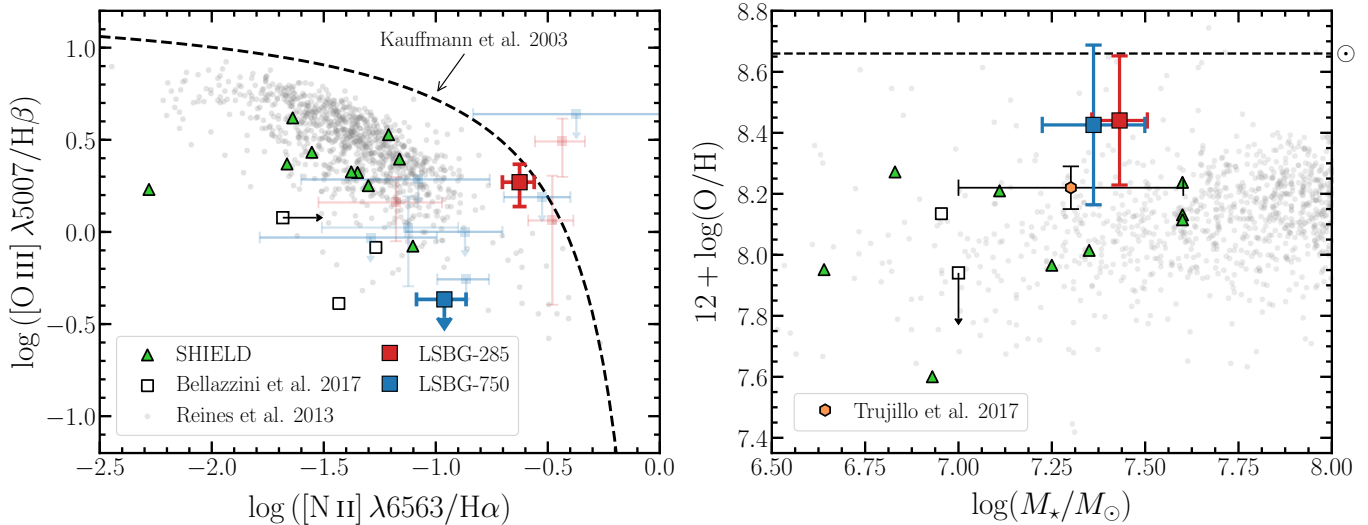 Kauffmann et al. 2003
1.0
0.5
0.0
−0.5
−1.0
log ([O III] λ5007/Hβ)
SHIELD
Bellazzini et al. 2017
Reines et al. 2013
LSBG-285
LSBG-750
−2.5 −2.0 −1.5 −1.0 −0.5 0.0
log ([N II] λ6563/Hα)
8.8
8.6
8.4
8.2
8.0
7.8
7.6
7.4
12 + log(O/H)
⊙
Trujillo et al. 2017
6.50 6.75 7.00 7.25 7.50 7.75 8.00
log(M⋆/M⊙)